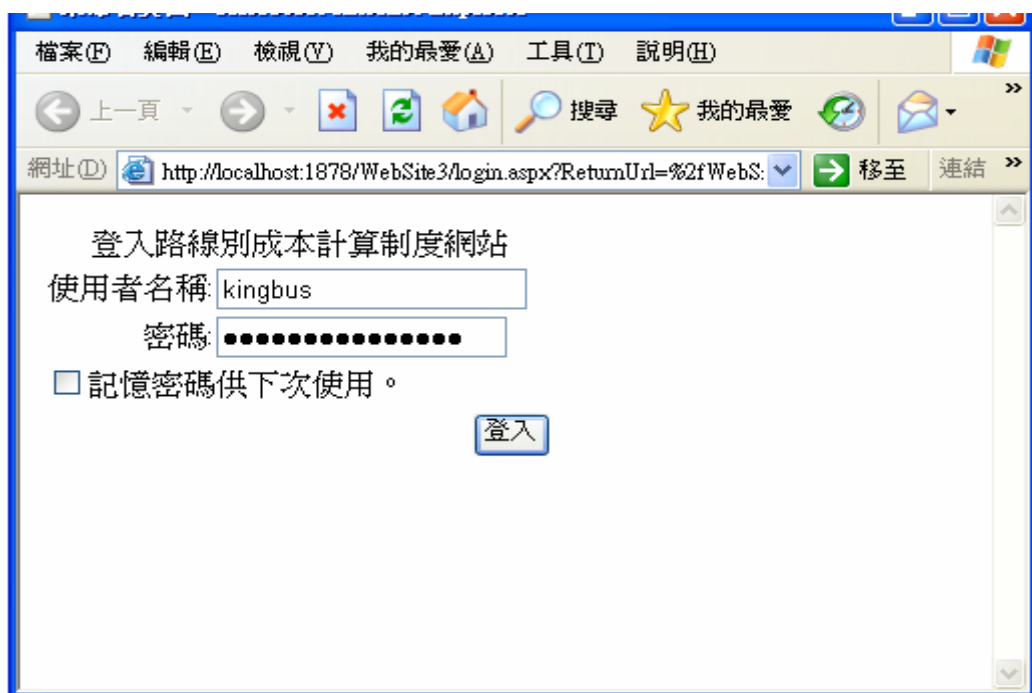 檔案(F) 編輯(E) 檢視(V) 我的最愛(A) 工具(T) 說明(H)
上一頁 搜尋 我的最愛 »
網址(D) http://localhost:1878/WebSite3/login.aspx?ReturnUrl=%2fWebS: 移至 連結 »
登入路線別成本計算制度網站
使用者名稱: kingbus
密碼: ●●●●●●●●●●●●●●●
記憶密碼供下次使用。
登入